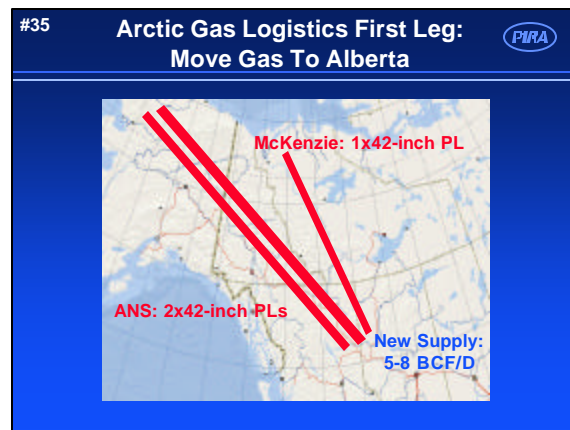 #35
Arctic Gas Logistics First Leg:
Move Gas To Alberta
PIRA
McKenzie: 1x42-inch PL
ANS: 2x42-inch PLs
New Supply:
5-8 BCF/D